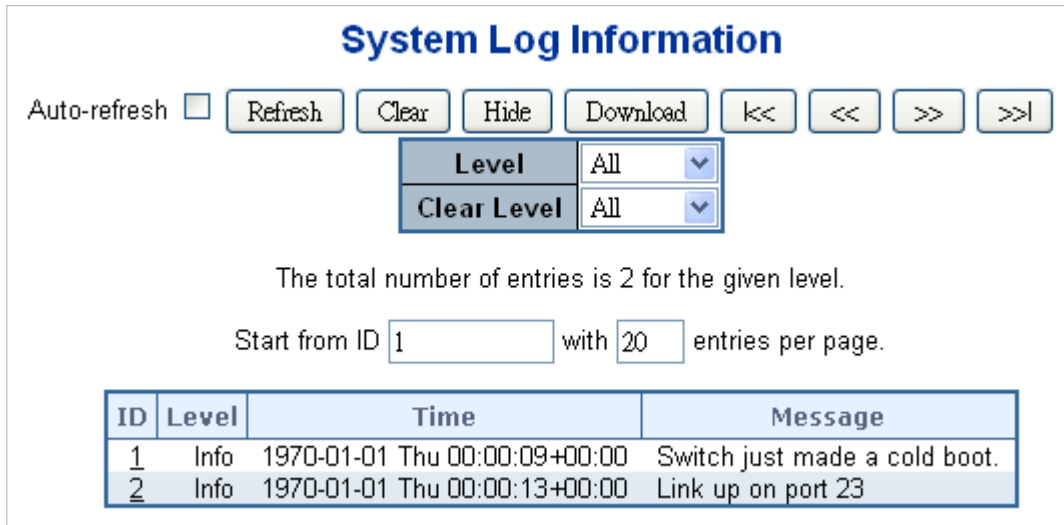 System Log Information
Auto-refresh Refresh Clear Hide Download |<< << >> >>|
Level All
Clear Level All
The total number of entries is 2 for the given level.
Start from ID 1 with 20 entries per page.
ID Level Time Message
1 Info 1970-01-01 Thu 00:00:09+00:00 Switch just made a cold boot.
2 Info 1970-01-01 Thu 00:00:13+00:00 Link up on port 23